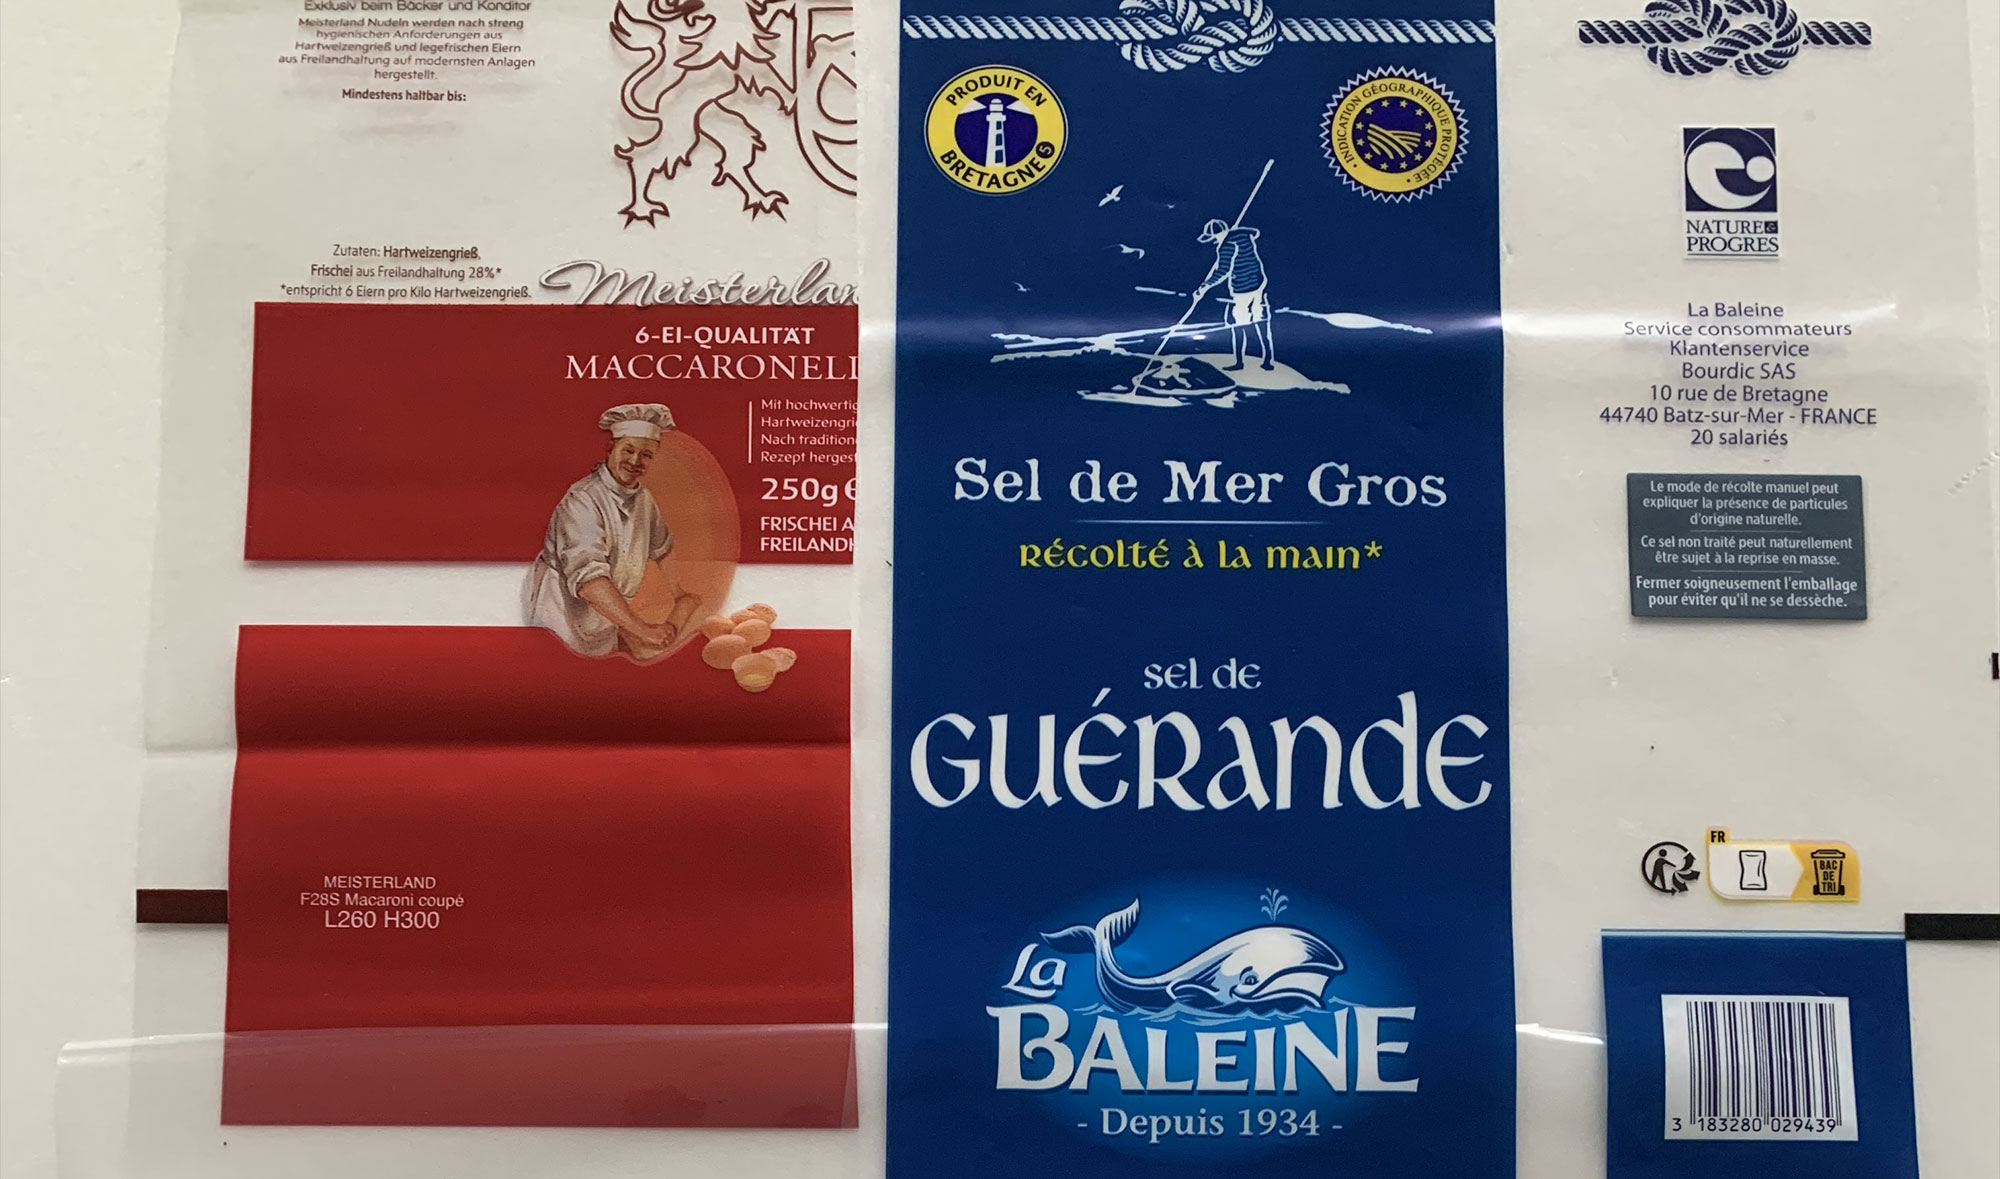 Exklusiv beim Bäcker und Konditor
Meisterland Nudeln werden nach streng
hygienischen Anforderungen aus
Hartweizengrieß und legefrischen Eiern
aus Freilandhaltung auf modernsten Anlagen
hergestellt.
Mindestens haltbar bis:
Zutaten: Hartweizengrieß,
Frischei aus Freilandhaltung 28%*
*entspricht 6 Eiern pro Kilo Hartweizengrieß.
Meisterlan
6-EI-QUALITÄT
MACCARONELI
Mit hochwertig
Hartweizengri
Nach tradition
Rezept herges
250g e
FRISCHEI A
FREILANDH
MEISTERLAND
F28S Macaroni coupé
L260 H300
PRODUIT EN
BRETAGNE 5
INDICATION GÉOGRAPHIQUE PROTÉGÉE
Sel de Mer Gros
RÉCOLTÉ À LA MAIN*
SEL DE
GUÉRANDE
La
BALEINE
- Depuis 1934 -
NATURE&
PROGRES
La Baleine
Service consommateurs
Klantenservice
Bourdic SAS
10 rue de Bretagne
44740 Batz-sur-Mer - FRANCE
20 salariés
Le mode de récolte manuel peut
expliquer la présence de particules
d'origine naturelle.
Ce sel non traité peut naturellement
être sujet à la reprise en masse.
Fermer soigneusement l'emballage
pour éviter qu'il ne se dessèche.
FR
BAC
DE
TRI
3 183280 029439